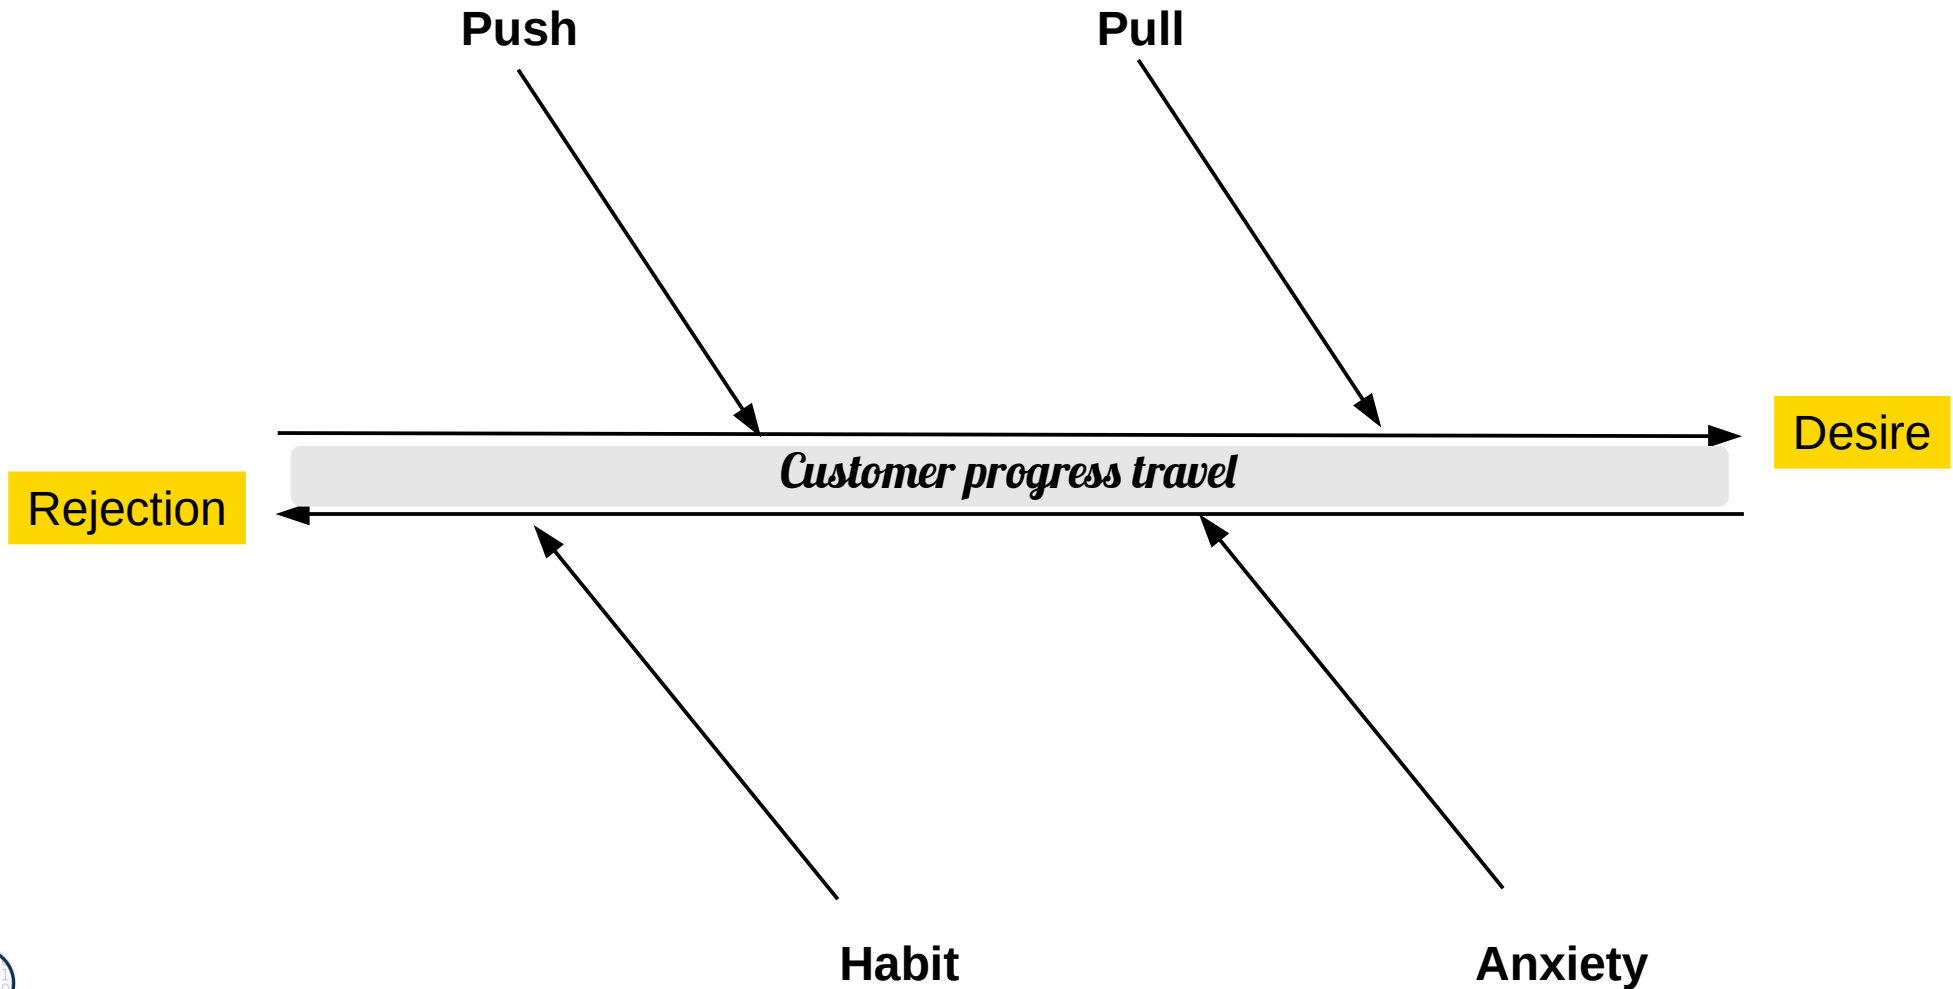 Push
Pull
Desire
Customer progress travel
Rejection
Habit
Anxiety